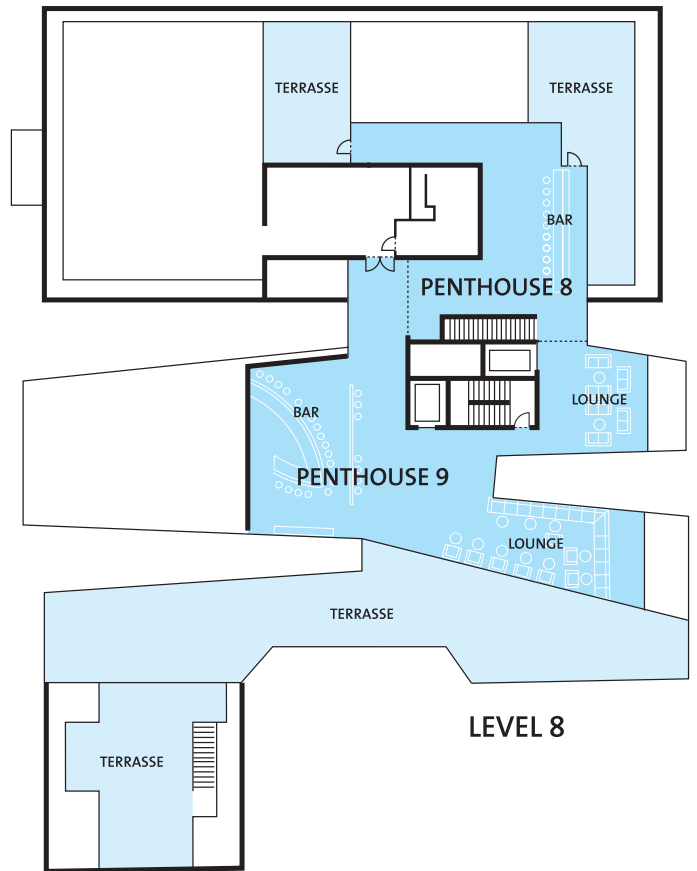 TERRASSE
TERRASSE
BAR
PENTHOUSE 8
LOUNGE
BAR
PENTHOUSE 9
LOUNGE
TERRASSE
LEVEL 8
TERRASSE